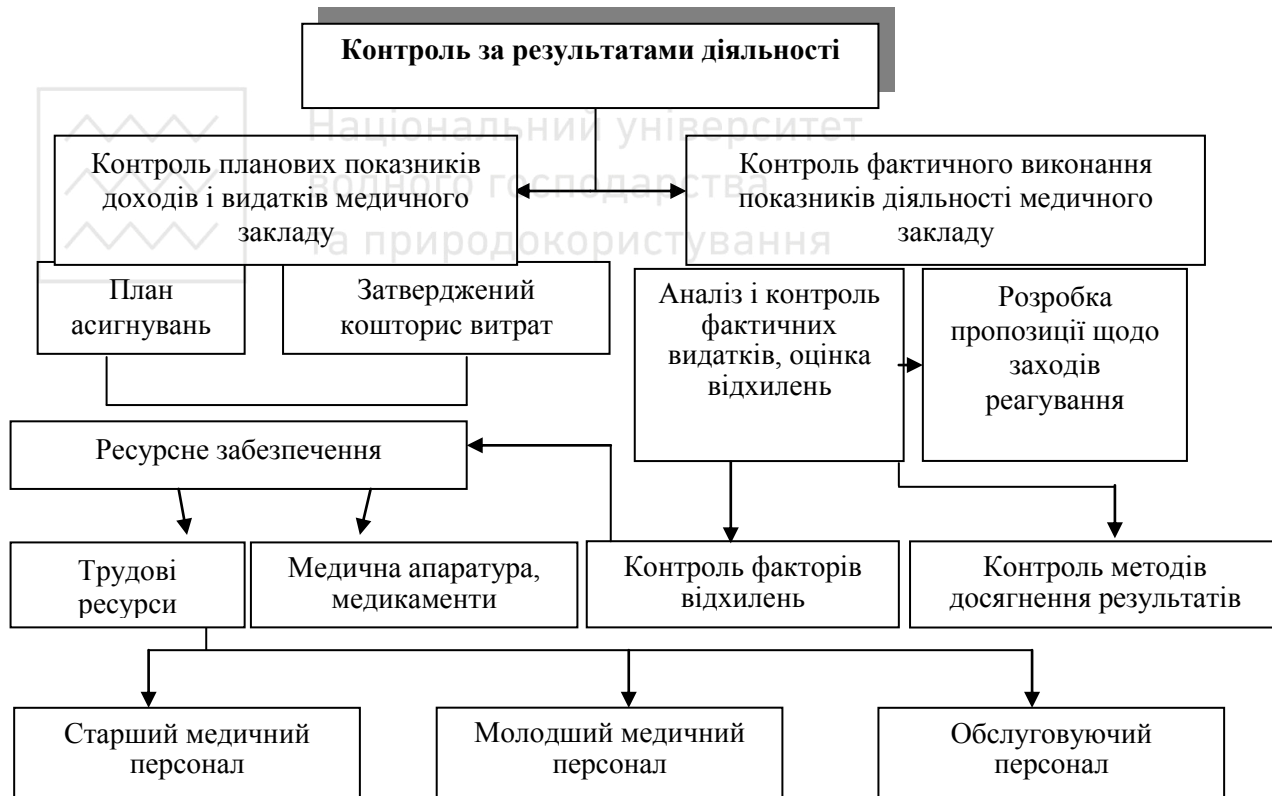 Контроль за результатами діяльності
Національний університет
водного господарства
та природокористування
Контроль планових показників
доходів і видатків медичного
закладу
Контроль фактичного виконання
показників діяльності медичного
закладу
План
асигнувань
Затверджений
кошторис витрат
Аналіз і контроль
фактичних
видатків, оцінка
відхилень
Розробка
пропозиції щодо
заходів
реагування
Ресурсне забезпечення
Трудові
ресурси
Медична апаратура,
медикаменти
Контроль факторів
відхилень
Контроль методів
досягнення результатів
Старший медичний
персонал
Молодший медичний
персонал
Обслуговуючий
персонал